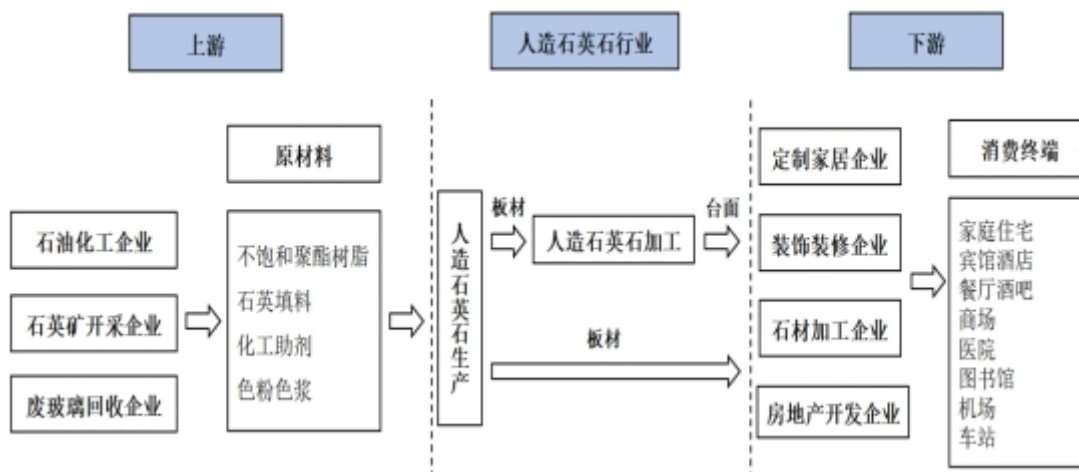 上游
人造石英石行业
下游
原材料
石油化工企业
石英矿开采企业
废玻璃回收企业
不饱和聚酯树脂
石英填料
化工助剂
色粉色浆
人造石英石生产
板材
人造石英石加工
台面
板材
定制家居企业
装饰装修企业
石材加工企业
房地产开发企业
消费终端
家庭住宅
宾馆酒店
餐厅酒吧
商场
医院
图书馆
机场
车站